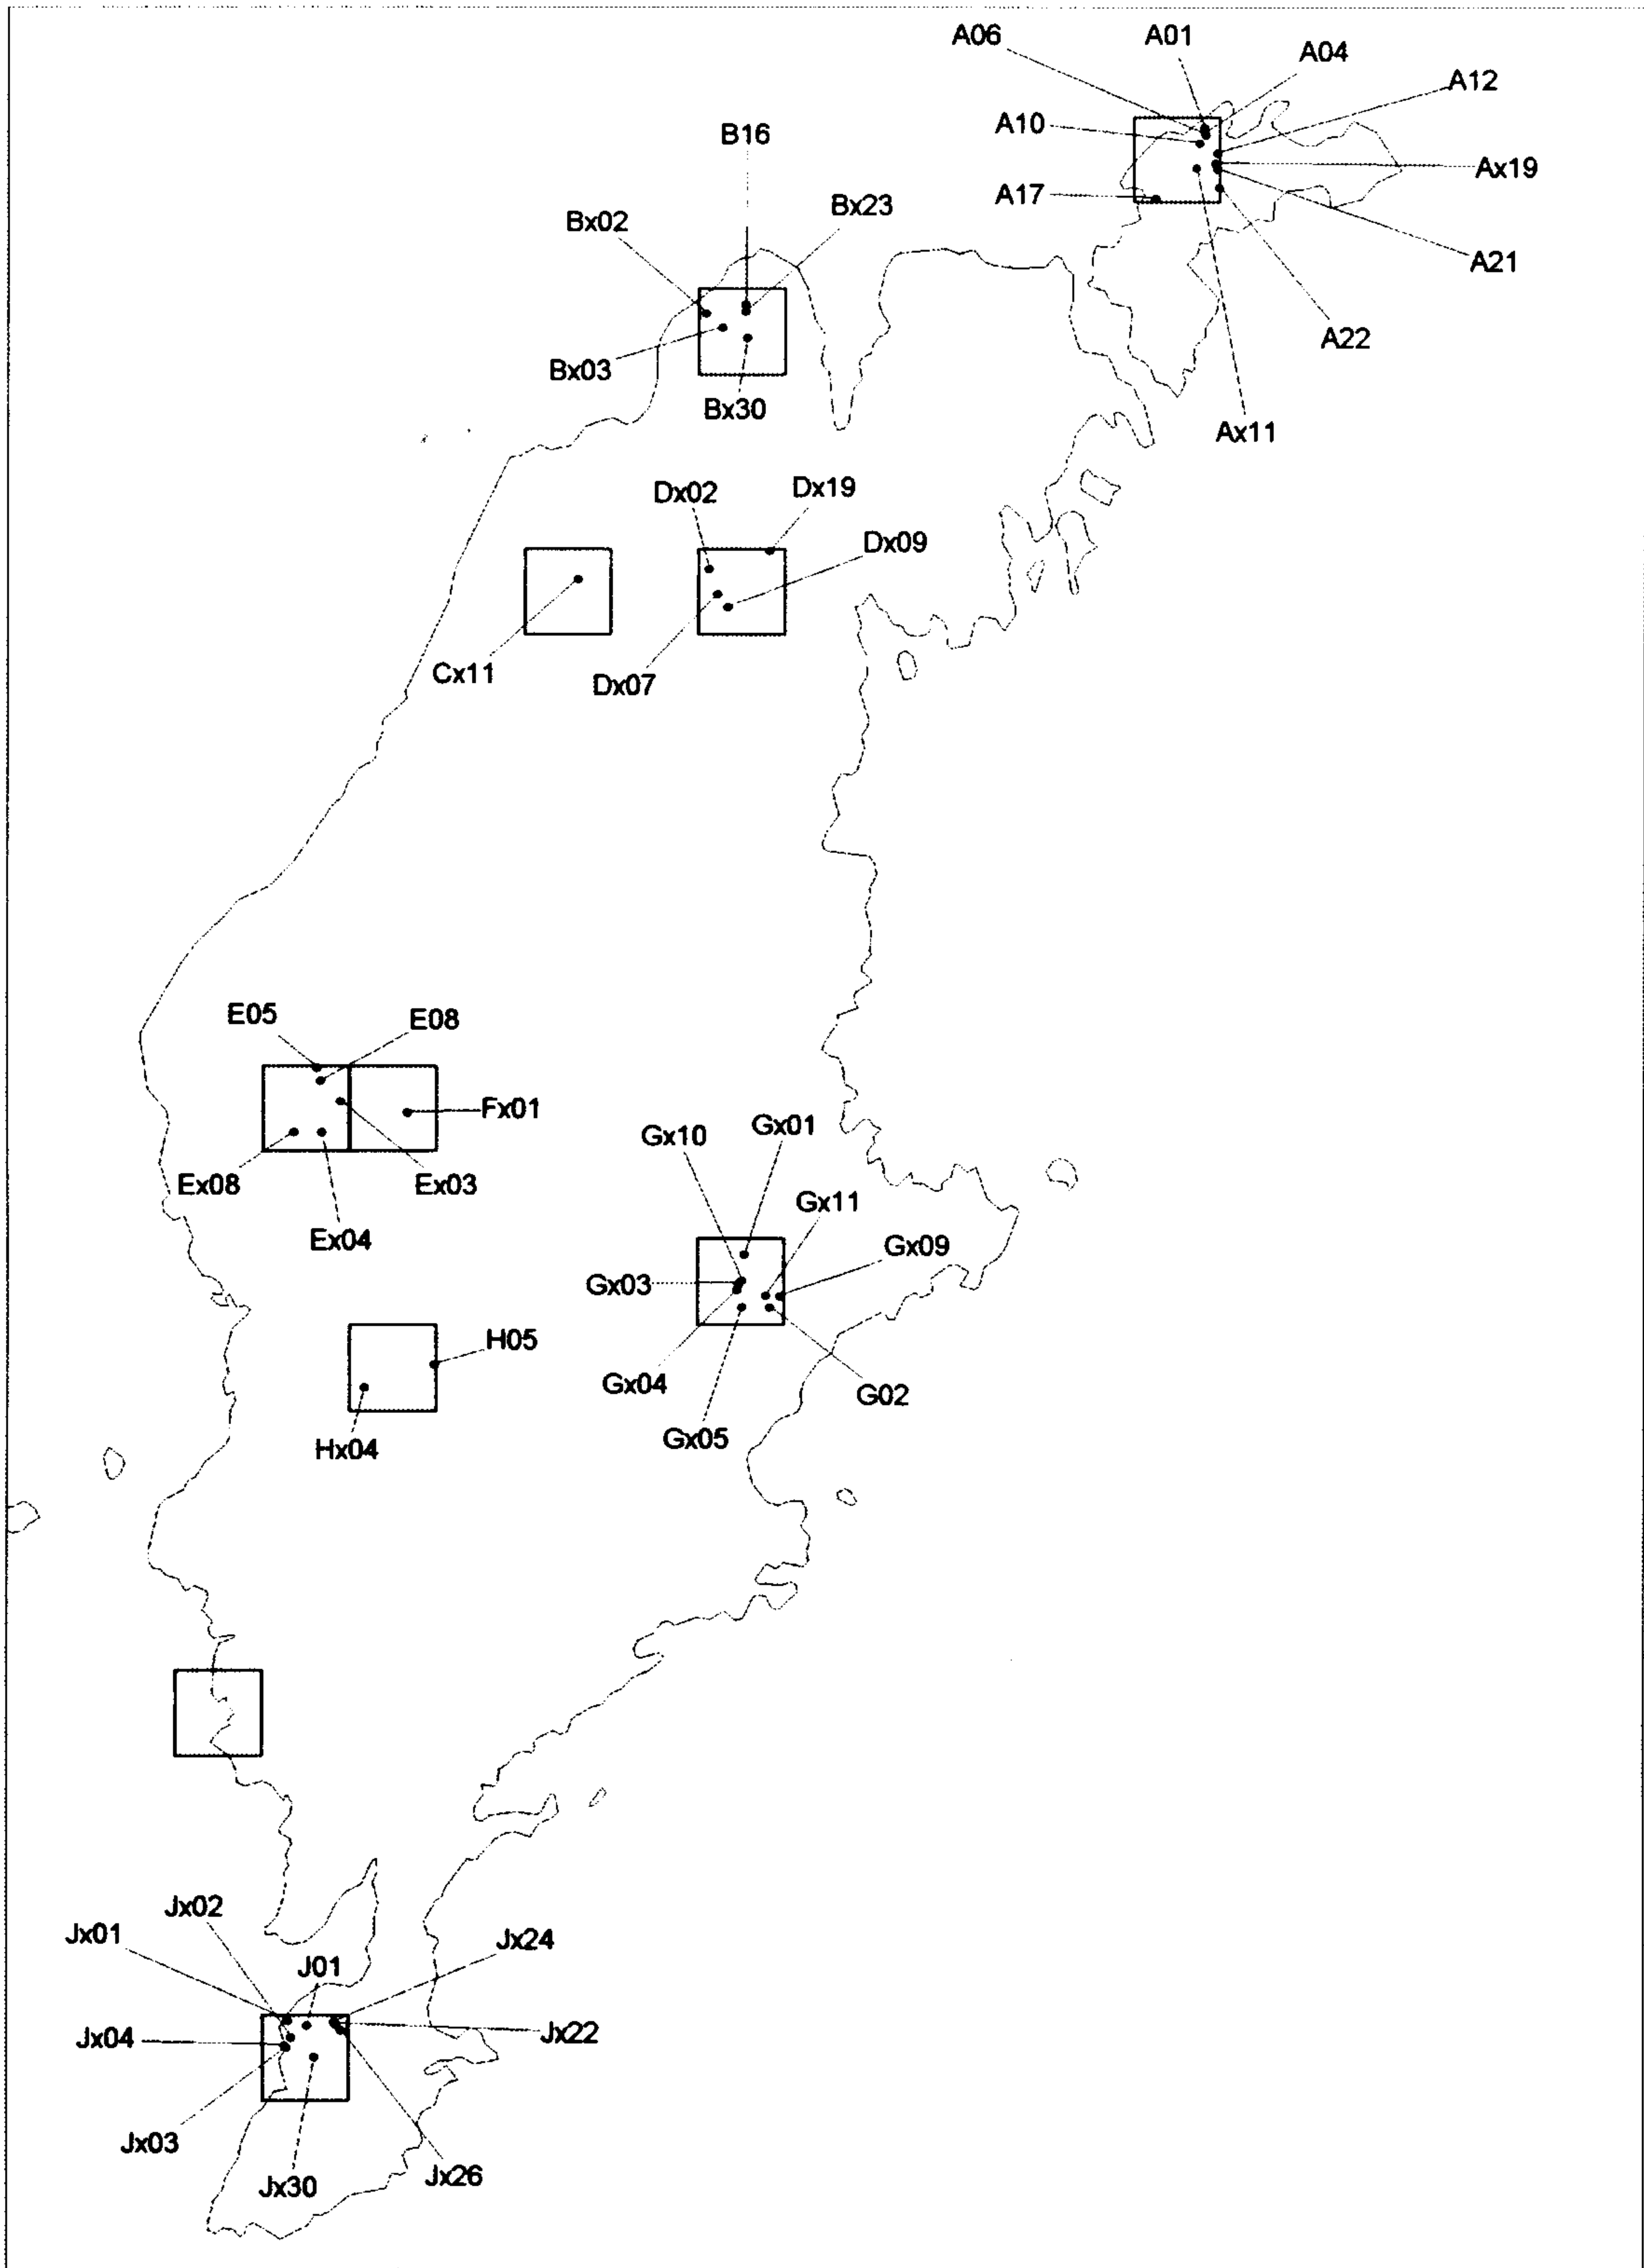 A06
A01
A04
A12
A10
B16
Ax19
A17
Bx23
Bx02
A21
A22
Bx03
Bx30
Ax11
Dx02
Dx19
Dx09
Cx11
Dx07
E05
E08
Fx01
Gx01
Gx10
Ex08
Ex03
Gx11
Ex04
Gx09
Gx03
H05
Gx04
G02
Gx05
Hx04
Jx02
Jx01
Jx24
J01
Jx22
Jx04
Jx03
Jx26
Jx30